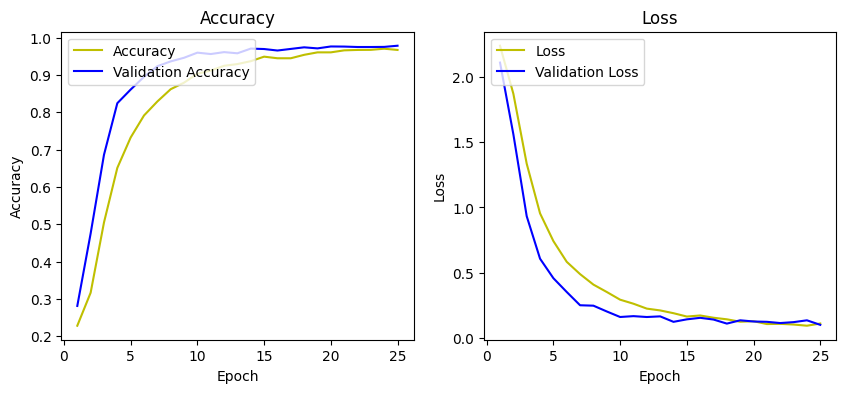 Accuracy
1.0
0.9
0.8
0.7
0.6
0.5
0.4
0.3
0.2
Accuracy
Accuracy
Validation Accuracy
0 5 10 15 20 25
Epoch
Loss
2.0
1.5
1.0
0.5
0.0
Loss
Loss
Validation Loss
0 5 10 15 20 25
Epoch